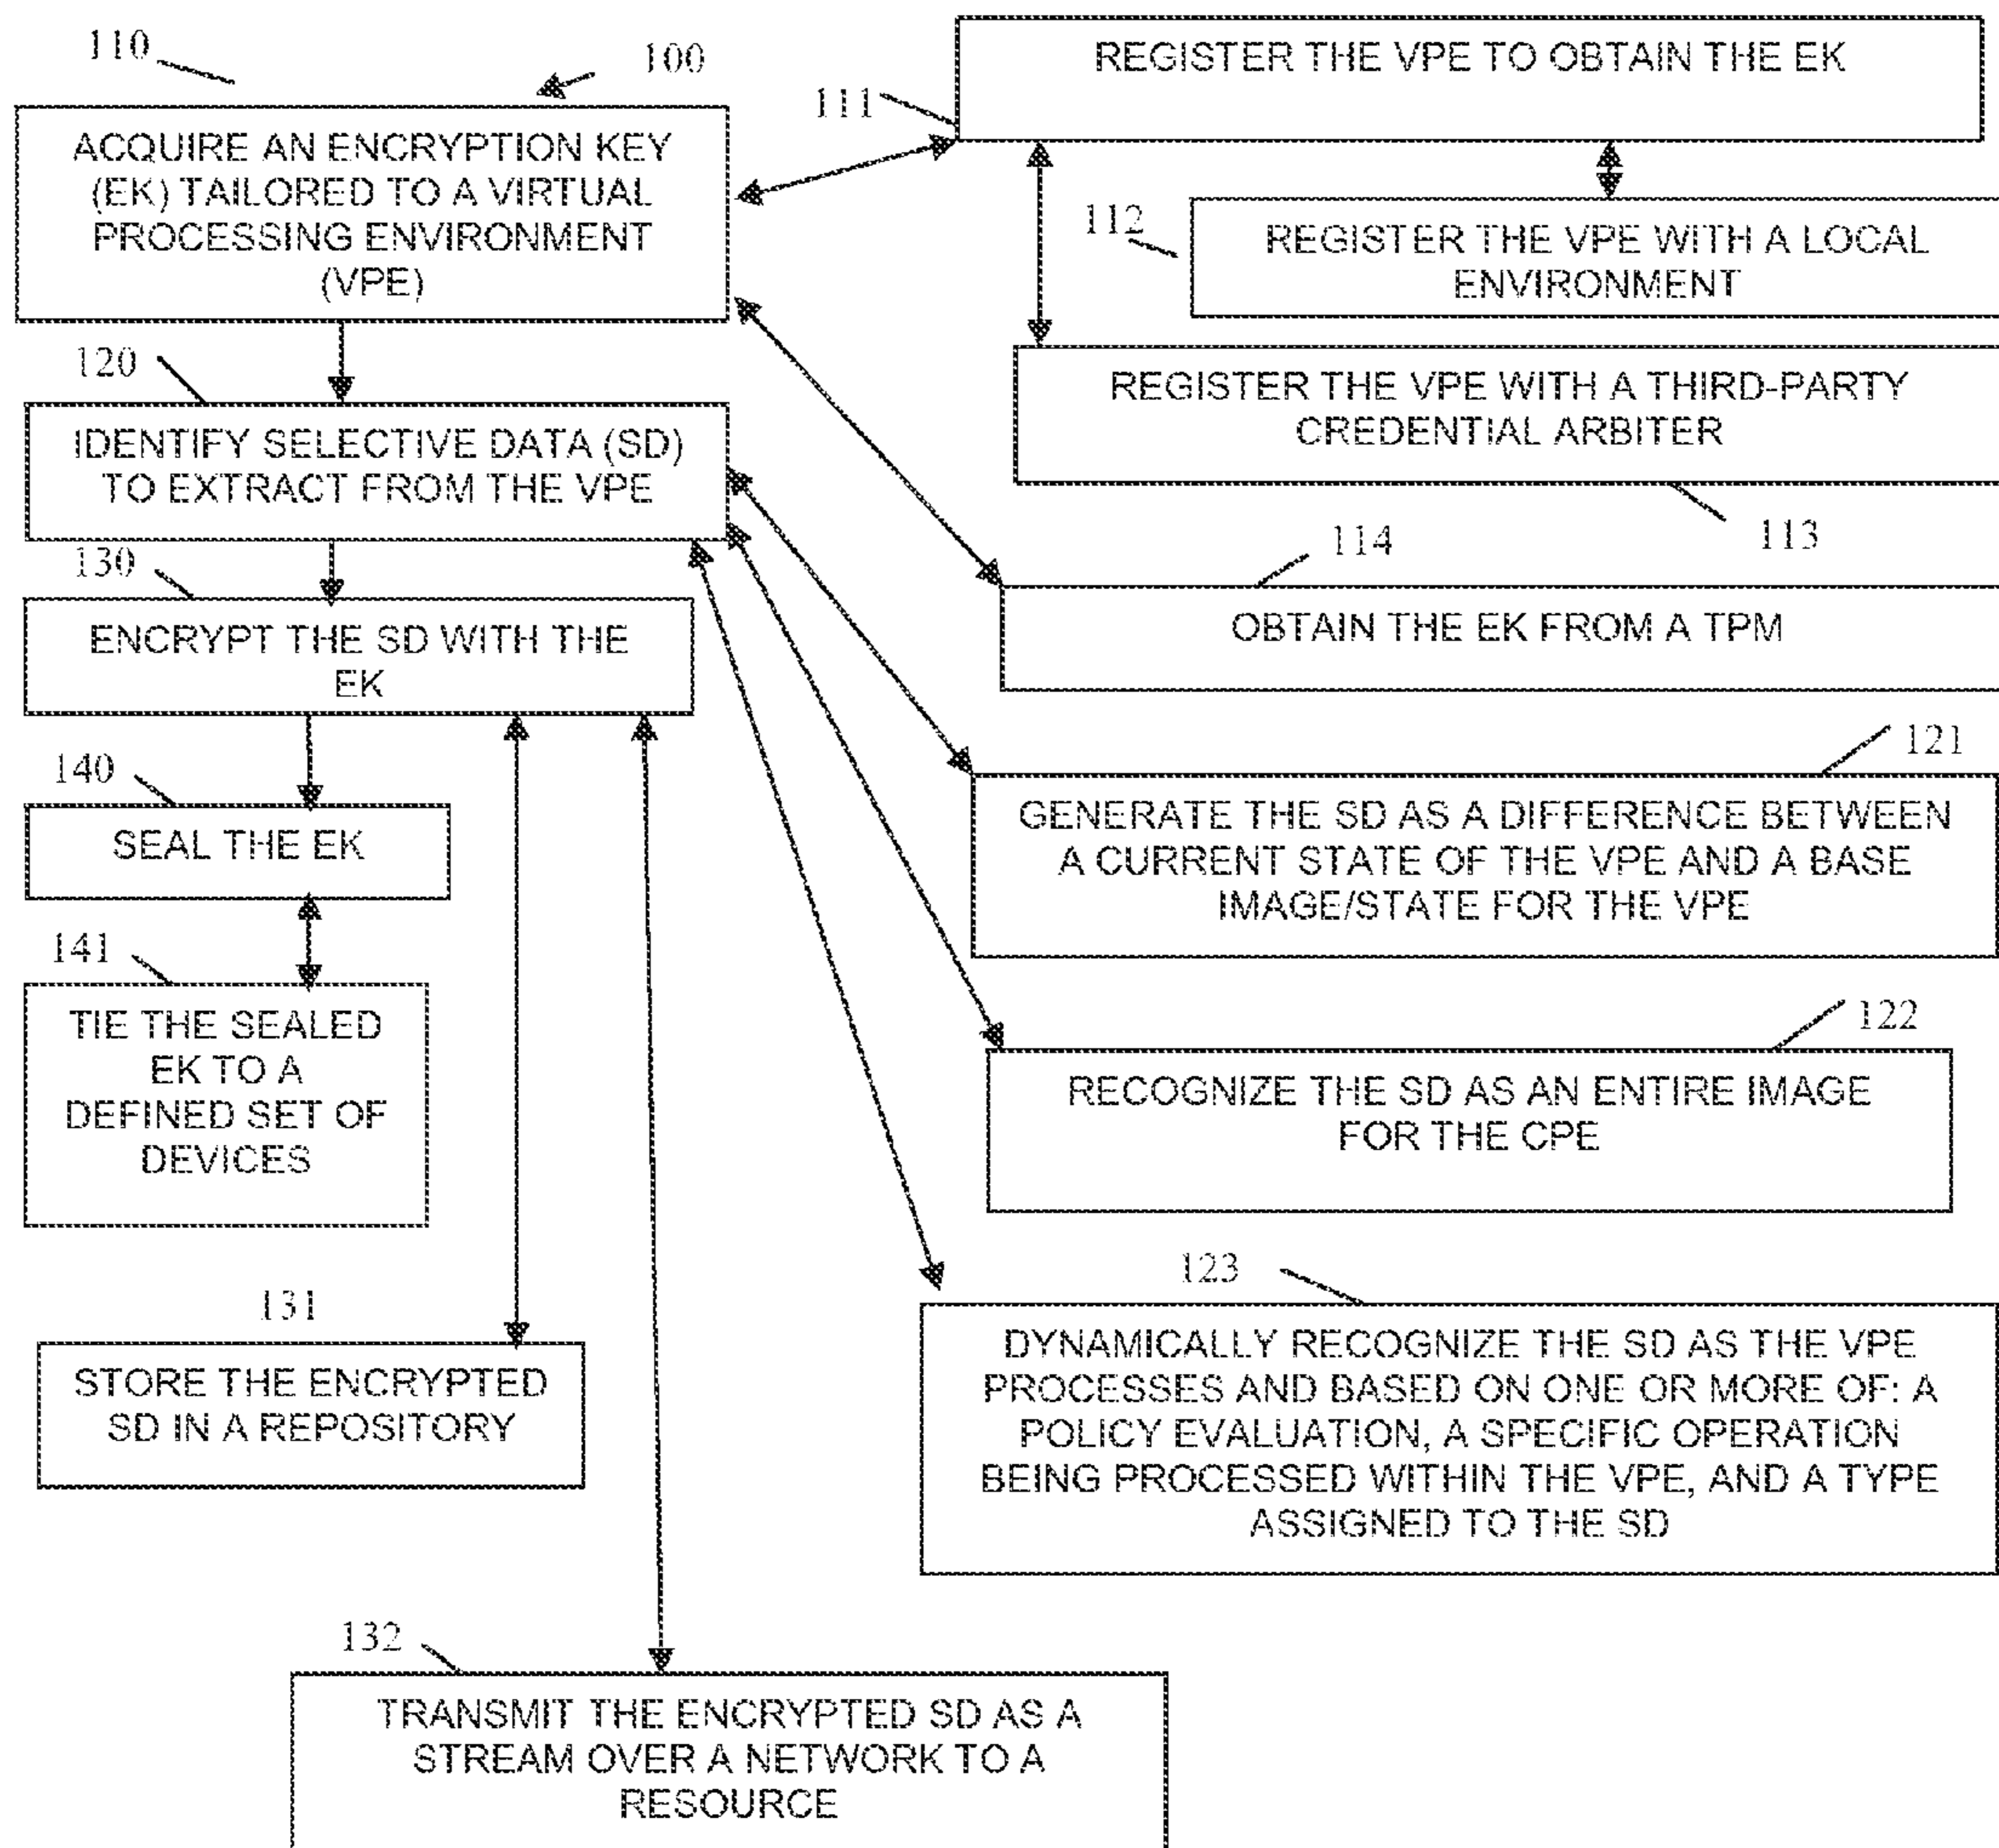 110
100
ACQUIRE AN ENCRYPTION KEY
(EK) TAILORED TO A VIRTUAL
PROCESSING ENVIRONMENT
(VPE)
111
REGISTER THE VPE TO OBTAIN THE EK
112
REGISTER THE VPE WITH A LOCAL
ENVIRONMENT
REGISTER THE VPE WITH A THIRD-PARTY
CREDENTIAL ARBITER
113
114
OBTAIN THE EK FROM A TPM
120
IDENTIFY SELECTIVE DATA (SD)
TO EXTRACT FROM THE VPE
121
GENERATE THE SD AS A DIFFERENCE BETWEEN
A CURRENT STATE OF THE VPE AND A BASE
IMAGE/STATE FOR THE VPE
122
RECOGNIZE THE SD AS AN ENTIRE IMAGE
FOR THE CPE
123
DYNAMICALLY RECOGNIZE THE SD AS THE VPE
PROCESSES AND BASED ON ONE OR MORE OF: A
POLICY EVALUATION, A SPECIFIC OPERATION
BEING PROCESSED WITHIN THE VPE, AND A TYPE
ASSIGNED TO THE SD
130
ENCRYPT THE SD WITH THE
EK
140
SEAL THE EK
141
TIE THE SEALED
EK TO A
DEFINED SET OF
DEVICES
131
STORE THE ENCRYPTED
SD IN A REPOSITORY
132
TRANSMIT THE ENCRYPTED SD AS A
STREAM OVER A NETWORK TO A
RESOURCE